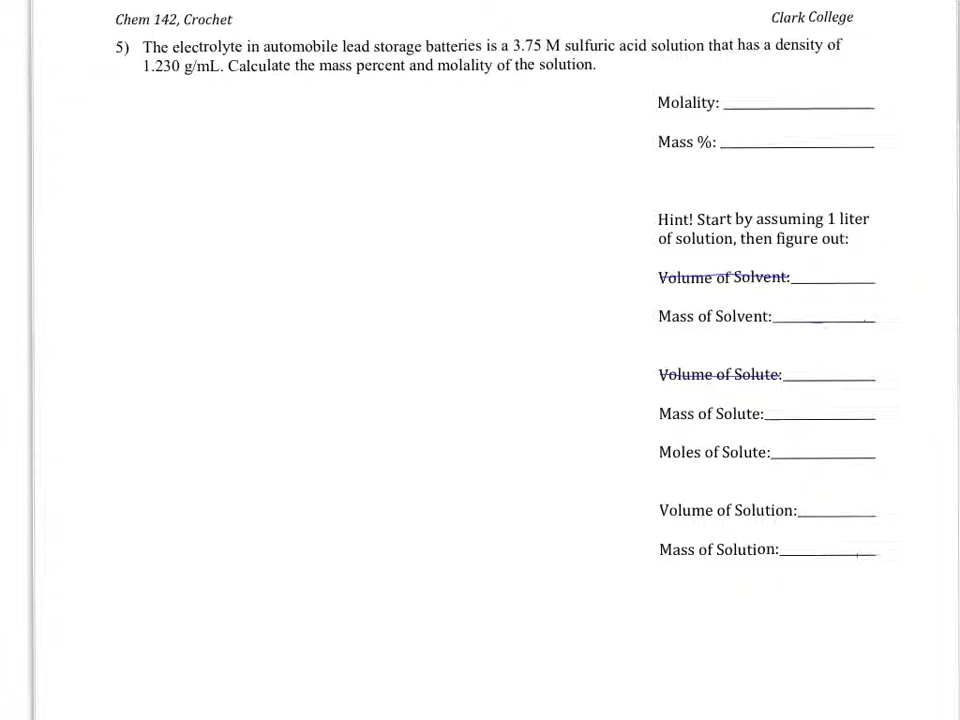 Chem 142, Crochet
Clark College
5) The electrolyte in automobile lead storage batteries is a 3.75 M sulfuric acid solution that has a density of
1.230 g/mL. Calculate the mass percent and molality of the solution.
Molality:
Mass %:
Hint! Start by assuming 1 liter
of solution, then figure out:
Volume of Solvent:
Mass of Solvent:
Volume of Solute:
Mass of Solute:
Moles of Solute:
Volume of Solution:
Mass of Solution: